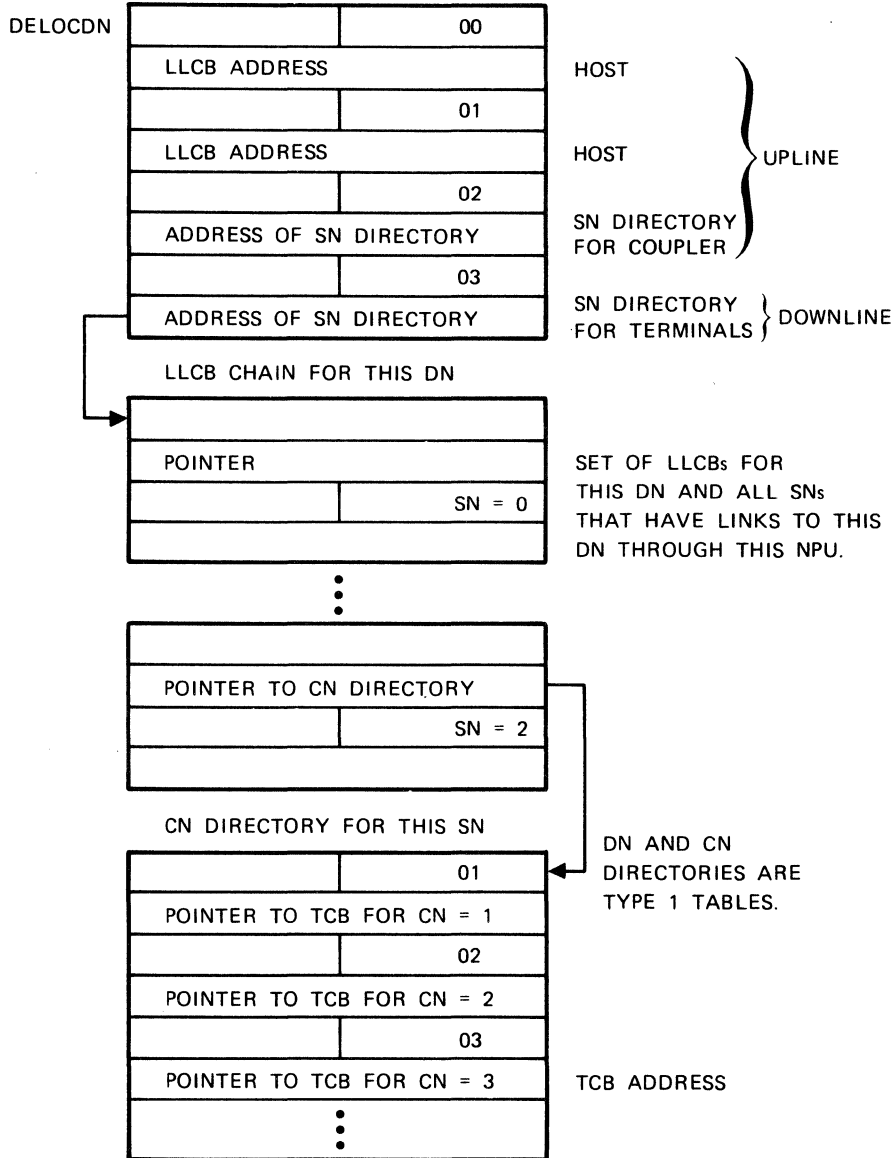 DELOCDN
00
LLCB ADDRESS HOST
01
LLCB ADDRESS HOST
UPLINE
02
ADDRESS OF SN DIRECTORY
SN DIRECTORY
FOR COUPLER
03
ADDRESS OF SN DIRECTORY
SN DIRECTORY
FOR TERMINALS
DOWNLINE
LLCB CHAIN FOR THIS DN
POINTER
SN = 0
SET OF LLCBs FOR
THIS DN AND ALL SNs
THAT HAVE LINKS TO THIS
DN THROUGH THIS NPU.
POINTER TO CN DIRECTORY
SN = 2
CN DIRECTORY FOR THIS SN
DN AND CN
DIRECTORIES ARE
TYPE 1 TABLES.
01
POINTER TO TCB FOR CN = 1
02
POINTER TO TCB FOR CN = 2
03
POINTER TO TCB FOR CN = 3 TCB ADDRESS